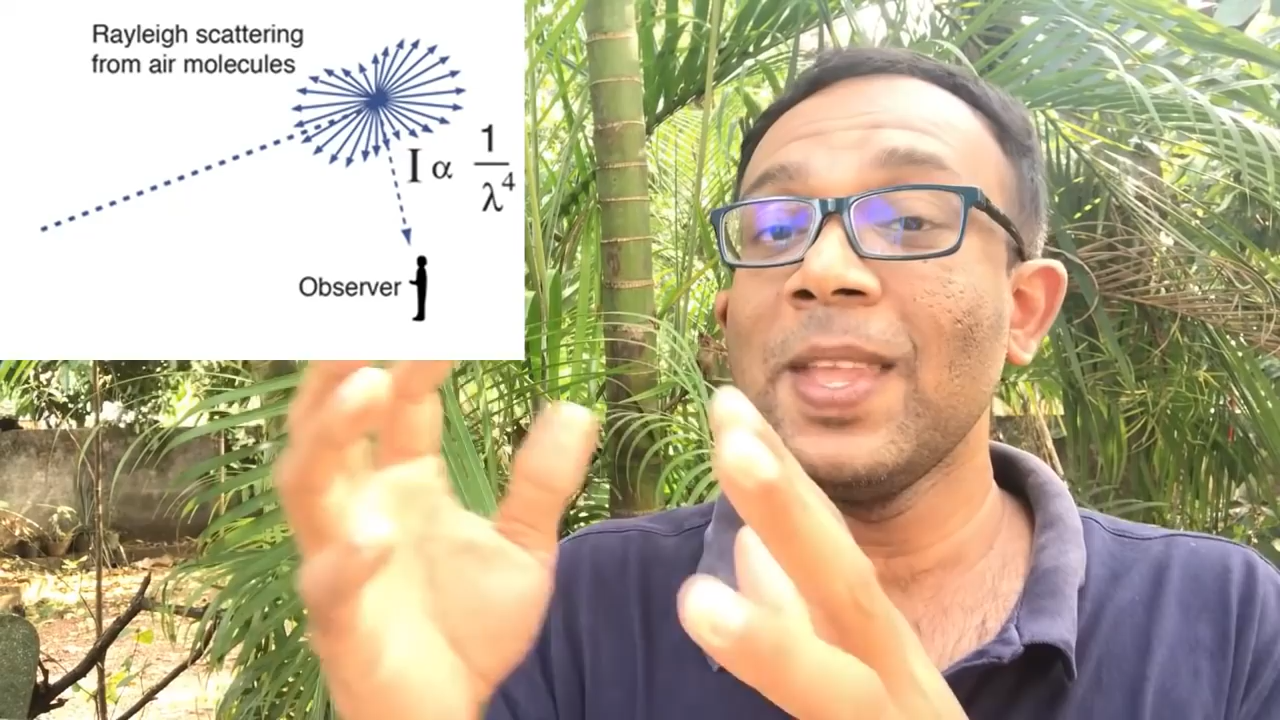 Rayleigh scattering
from air molecules
I α 1/λ⁴
Observer